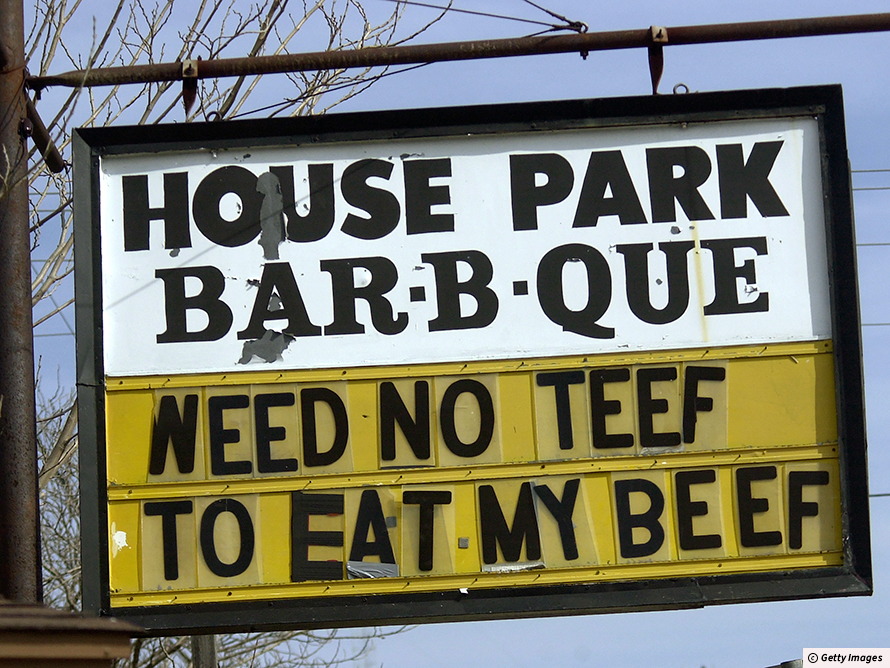 HOUSE PARK
BAR-B-QUE
NEED NO TEEF
TO EAT MY BEEF
© Getty Images